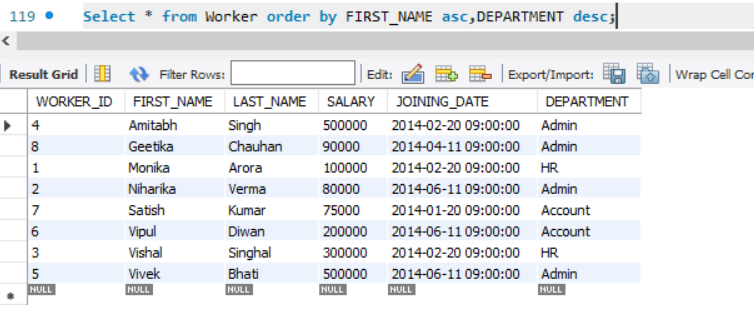 119 Select * from Worker order by FIRST_NAME asc,DEPARTMENT desc;
Result Grid Filter Rows: Edit: Export/Import: Wrap Cell Con
WORKER_ID FIRST_NAME LAST_NAME SALARY JOINING_DATE DEPARTMENT
4 Amitabh Singh 500000 2014-02-20 09:00:00 Admin
8 Geetika Chauhan 90000 2014-04-11 09:00:00 Admin
1 Monika Arora 100000 2014-02-20 09:00:00 HR
2 Niharika Verma 80000 2014-06-11 09:00:00 Admin
7 Satish Kumar 75000 2014-01-20 09:00:00 Account
6 Vipul Diwan 200000 2014-06-11 09:00:00 Account
3 Vishal Singhal 300000 2014-02-20 09:00:00 HR
5 Vivek Bhati 500000 2014-06-11 09:00:00 Admin
NULL NULL NULL NULL NULL NULL